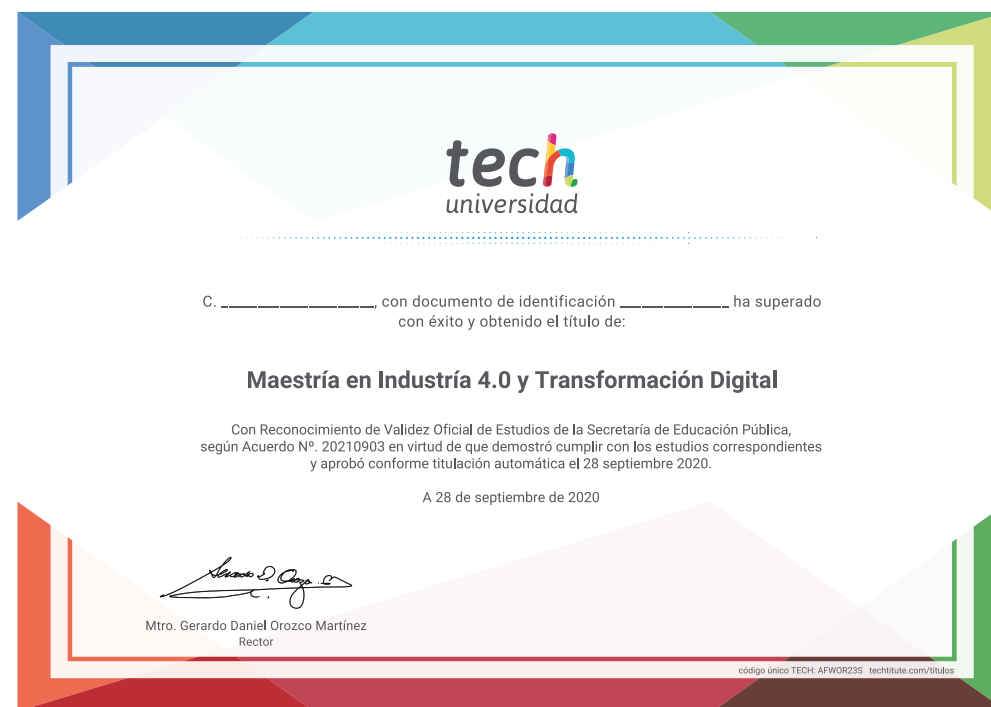 tech
universidad
C. ____________________, con documento de identificación ______________ ha superado
con éxito y obtenido el título de:
Maestría en Industría 4.0 y Transformación Digital
Con Reconocimiento de Validez Oficial de Estudios de la Secretaría de Educación Pública,
según Acuerdo Nº. 20210903 en virtud de que demostró cumplir con los estudios correspondientes
y aprobó conforme titulación automática el 28 septiembre 2020.
A 28 de septiembre de 2020
Mtro. Gerardo Daniel Orozco Martínez
Rector
código único TECH: AFWOR23S techtitute.com/titulos